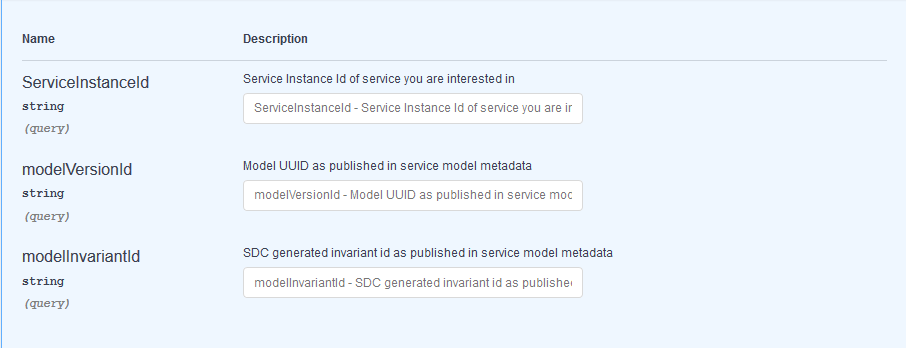 Name Description
ServiceInstanceId Service Instance Id of service you are interested in
string ServiceInstanceId - Service Instance Id of service you are in
(query)
modelVersionId Model UUID as published in service model metadata
string modelVersionId - Model UUID as published in service mod
(query)
modelInvariantId SDC generated invariant id as published in service model metadata
string modelInvariantId - SDC generated invariant id as published
(query)